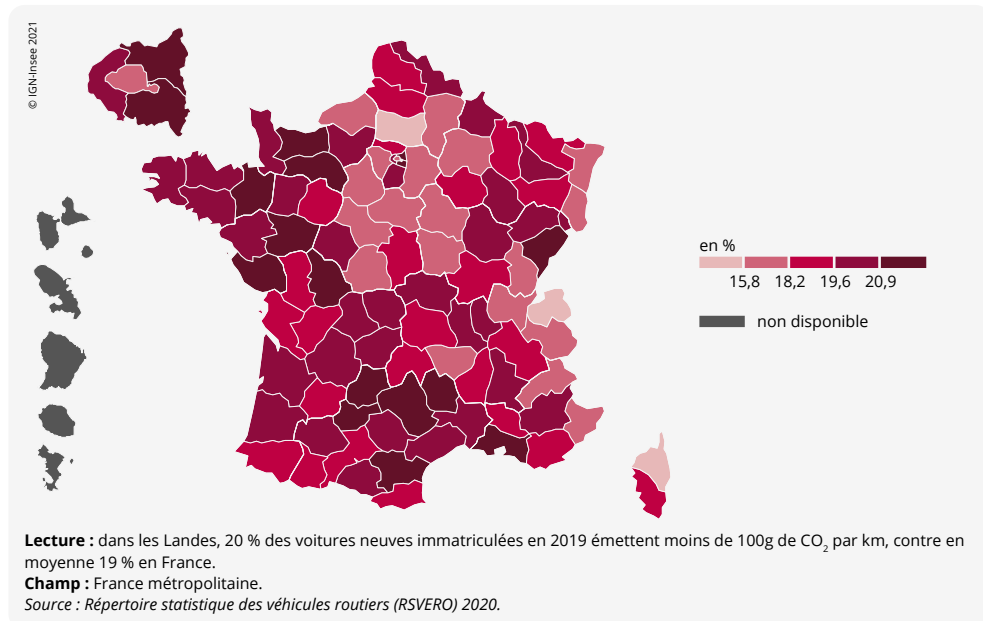 © IGN-Insee 2021
en %
15,8 18,2 19,6 20,9
non disponible
Lecture : dans les Landes, 20 % des voitures neuves immatriculées en 2019 émettent moins de 100g de CO₂ par km, contre en
moyenne 19 % en France.
Champ : France métropolitaine.
Source : Répertoire statistique des véhicules routiers (RSVERO) 2020.